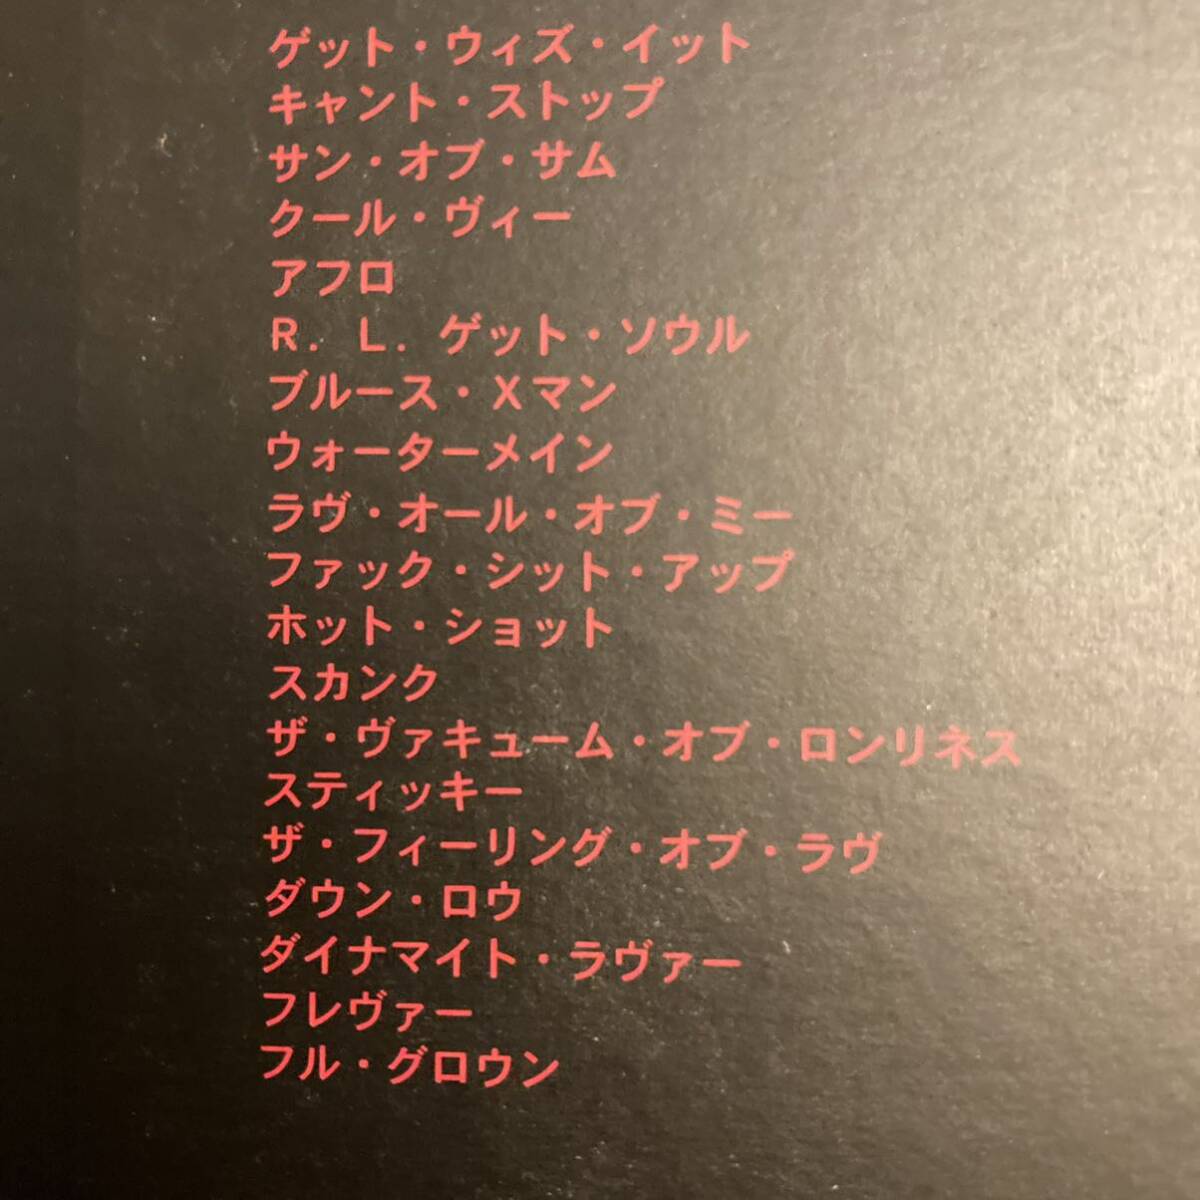 ゲット・ウィズ・イット
キャント・ストップ
サン・オブ・サム
クール・ヴィー
アフロ
R. L. ゲット・ソウル
ブルース・Xマン
ウォーターメイン
ラヴ・オール・オブ・ミー
ファック・シット・アップ
ホット・ショット
スカンク
ザ・ヴァキューム・オブ・ロンリネス
スティッキー
ザ・フィーリング・オブ・ラヴ
ダウン・ロウ
ダイナマイト・ラヴァー
フレヴァー
フル・グロウン